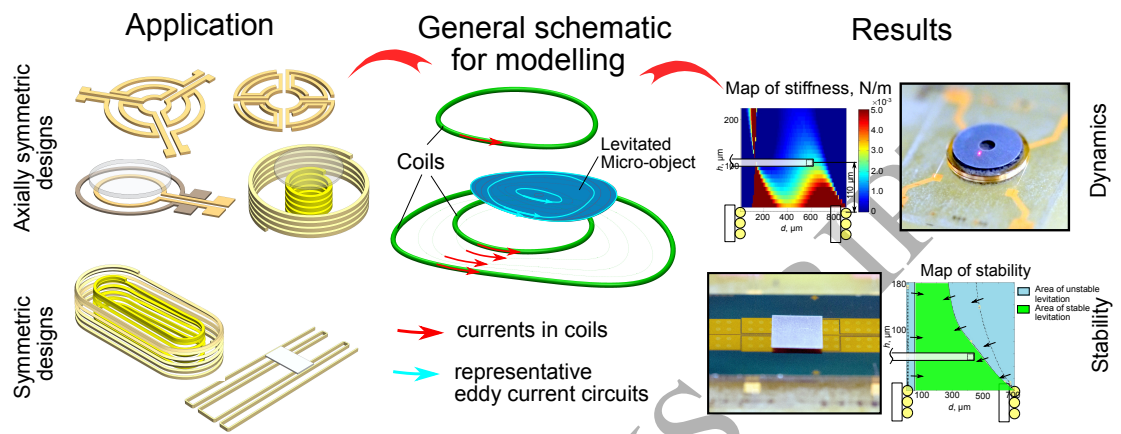 Application
General schematic
for modelling
Results
Axially symmetric
designs
Symmetric
designs
Coils
Levitated
Micro-object
currents in coils
representative
eddy current circuits
Map of stiffness, N/m
×10⁻³
5.0
4.0
3.0
2.0
1.0
0
200
h, μm
110 μm
200 400 600 800
d, μm
Dynamics
Map of stability
180
100
h, μm
100 300 500 700
d, μm
Area of unstable
levitation
Area of stable
levitation
Stability